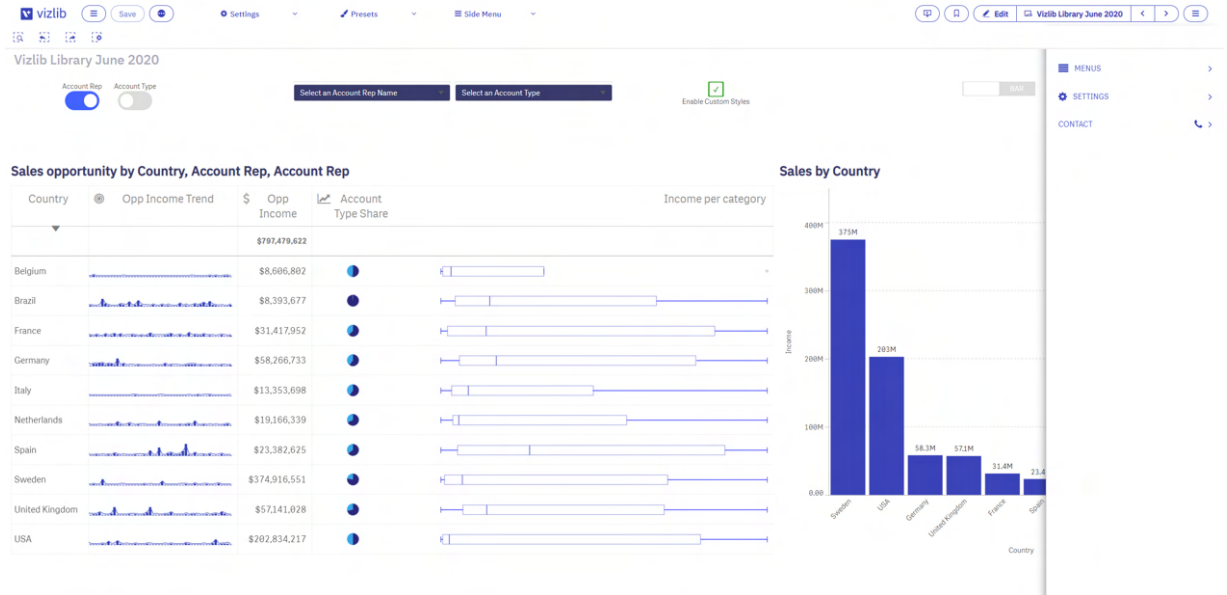 vizlib
Save
Settings
Presets
Side Menu
Edit
Vizlib Library June 2020
Vizlib Library June 2020
Account Rep
Account Type
Select an Account Rep Name
Select an Account Type
Enable Custom Styles
BAR
MENUS
SETTINGS
CONTACT
Sales opportunity by Country, Account Rep, Account Rep
Country
Opp Income Trend
$ Opp
Income
Account
Type Share
Income per category
$797,479,622
Belgium $8,606,802
Brazil $8,393,677
France $31,417,952
Germany $58,266,733
Italy $13,353,698
Netherlands $19,166,339
Spain $23,382,625
Sweden $374,916,551
United Kingdom $57,141,028
USA $202,834,217
Sales by Country
Income
400M
300M
200M
100M
0.00
375M
203M
58.3M
57.1M
31.4M
23.4
Sweden
USA
Germany
United Kingdom
France
Spain
Country